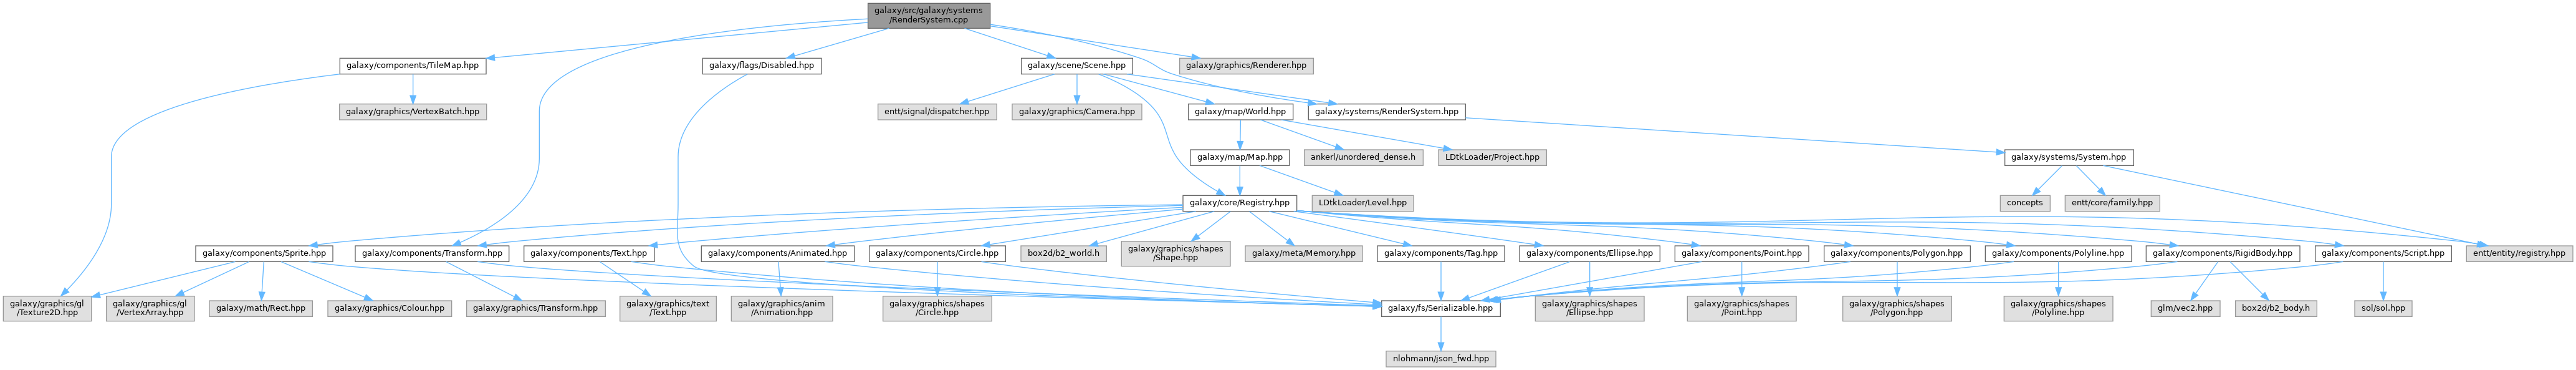 galaxy/src/galaxy/systems
/RenderSystem.cpp
galaxy/components/TileMap.hpp
galaxy/flags/Disabled.hpp
galaxy/scene/Scene.hpp
galaxy/graphics/Renderer.hpp
galaxy/graphics/VertexBatch.hpp
entt/signal/dispatcher.hpp
galaxy/graphics/Camera.hpp
galaxy/map/World.hpp
galaxy/systems/RenderSystem.hpp
galaxy/map/Map.hpp
ankerl/unordered_dense.h
LDtkLoader/Project.hpp
galaxy/systems/System.hpp
galaxy/core/Registry.hpp
LDtkLoader/Level.hpp
concepts
entt/core/family.hpp
galaxy/components/Sprite.hpp
galaxy/components/Transform.hpp
galaxy/components/Text.hpp
galaxy/components/Animated.hpp
galaxy/components/Circle.hpp
box2d/b2_world.h
galaxy/graphics/shapes
/Shape.hpp
galaxy/meta/Memory.hpp
galaxy/components/Tag.hpp
galaxy/components/Ellipse.hpp
galaxy/components/Point.hpp
galaxy/components/Polygon.hpp
galaxy/components/Polyline.hpp
galaxy/components/RigidBody.hpp
galaxy/components/Script.hpp
entt/entity/registry.hpp
galaxy/graphics/gl
/Texture2D.hpp
galaxy/graphics/gl
/VertexArray.hpp
galaxy/math/Rect.hpp
galaxy/graphics/Colour.hpp
galaxy/graphics/Transform.hpp
galaxy/graphics/text
/Text.hpp
galaxy/graphics/anim
/Animation.hpp
galaxy/graphics/shapes
/Circle.hpp
galaxy/fs/Serializable.hpp
galaxy/graphics/shapes
/Ellipse.hpp
galaxy/graphics/shapes
/Point.hpp
galaxy/graphics/shapes
/Polygon.hpp
galaxy/graphics/shapes
/Polyline.hpp
glm/vec2.hpp
box2d/b2_body.h
sol/sol.hpp
nlohmann/json_fwd.hpp